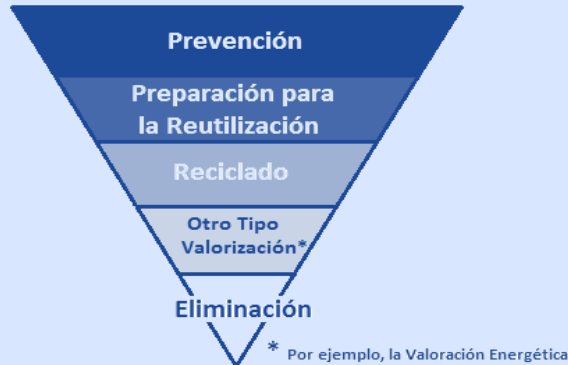 Prevención
Preparación para
la Reutilización
Reciclado
Otro Tipo
Valorización*
Eliminación
* Por ejemplo, la Valoración Energética